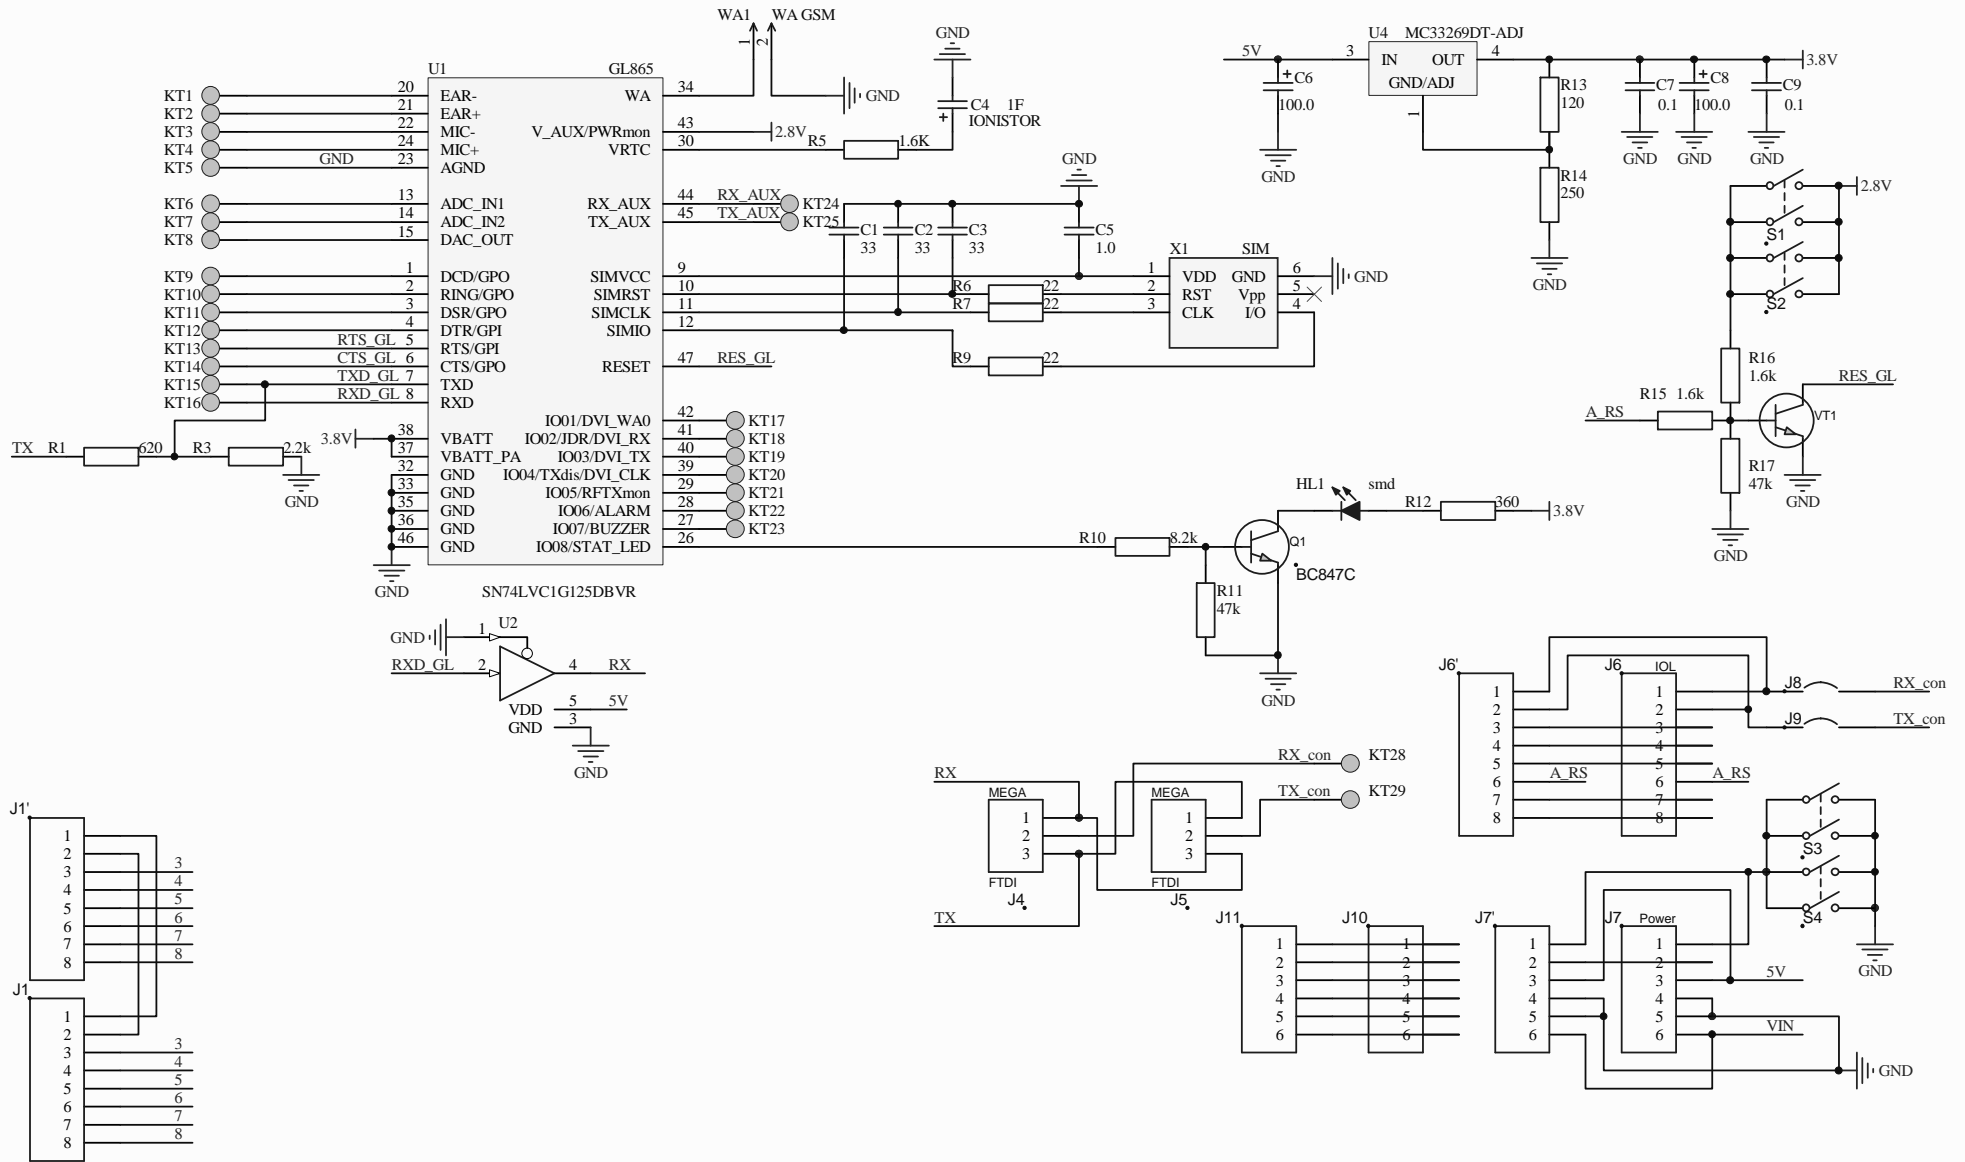 WA1 WA GSM
1 2
U1 GL865
KT1 20 EAR-
KT2 21 EAR+
KT3 22 MIC-
KT4 24 MIC+
KT5 GND 23 AGND
KT6 13 ADC_IN1
KT7 14 ADC_IN2
KT8 15 DAC_OUT
KT9 1 DCD/GPO
KT10 2 RING/GPO
KT11 3 DSR/GPO
KT12 4 DTR/GPI
KT13 RTS_GL 5 RTS/GPI
KT14 CTS_GL 6 CTS/GPO
KT15 TXD_GL 7 TXD
KT16 RXD_GL 8 RXD
3.8V 38 VBATT
37 VBATT_PA
32 GND
33 GND
35 GND
36 GND
46 GND
GND
TX R1 620 R3 2.2k
GND
WA 34 GND
V_AUX/PWRmon 43 2.8V
VRTC 30 R5 1.6K
GND
C4 1F
+ IONISTOR
RX_AUX 44 RX_AUX KT24
TX_AUX 45 TX_AUX KT25
GND
C1 C2 C3 C5
33 33 33 1.0
SIMVCC 9
SIMRST 10 R6 22
SIMCLK 11 R7 22
SIMIO 12
R9 22
RESET 47 RES_GL
X1 SIM
1 VDD GND 6 GND
2 RST Vpp 5
3 CLK I/O 4
IO01/DVI_WA0 42 KT17
IO02/JDR/DVI_RX 41 KT18
IO03/DVI_TX 40 KT19
IO04/TXdis/DVI_CLK 39 KT20
IO05/RFTXmon 29 KT21
IO06/ALARM 28 KT22
IO07/BUZZER 27 KT23
IO08/STAT_LED 26
R10 8.2k
R11
47k
Q1
BC847C
GND
HL1 smd R12 360 3.8V
U4 MC33269DT-ADJ
5V 3 IN OUT 4 3.8V
GND/ADJ
1
+ C6
100.0
GND
R13
120
R14
250
GND
C7 + C8 C9
0.1 100.0 0.1
GND GND GND
2.8V
S1
S2
R16
1.6k
A_RS R15 1.6k
RES_GL
VT1
R17
47k
GND
GND
SN74LVC1G125DBVR
U2
GND 1
RXD_GL 2 4 RX
VDD 5 5V
GND 3
GND
J6' J6 IOL
1 1 J8 RX_con
2 2
3 3 J9 TX_con
4 4
5 5
6 A_RS 6 A_RS
7 7
8 8
RX_con KT28
TX_con KT29
RX
MEGA MEGA
1 1
2 2
3 3
FTDI FTDI
J4 J5
TX
S3
S4
GND
J11 J10
1 1
2 2
3 3
4 4
5 5
6 6
J7' J7 Power
1 1
2 2
3 3 5V
4 4
5 5
6 6 VIN
GND
J1'
1
2
3 3
4 4
5 5
6 6
7 7
8 8
J1
1
2
3 3
4 4
5 5
6 6
7 7
8 8